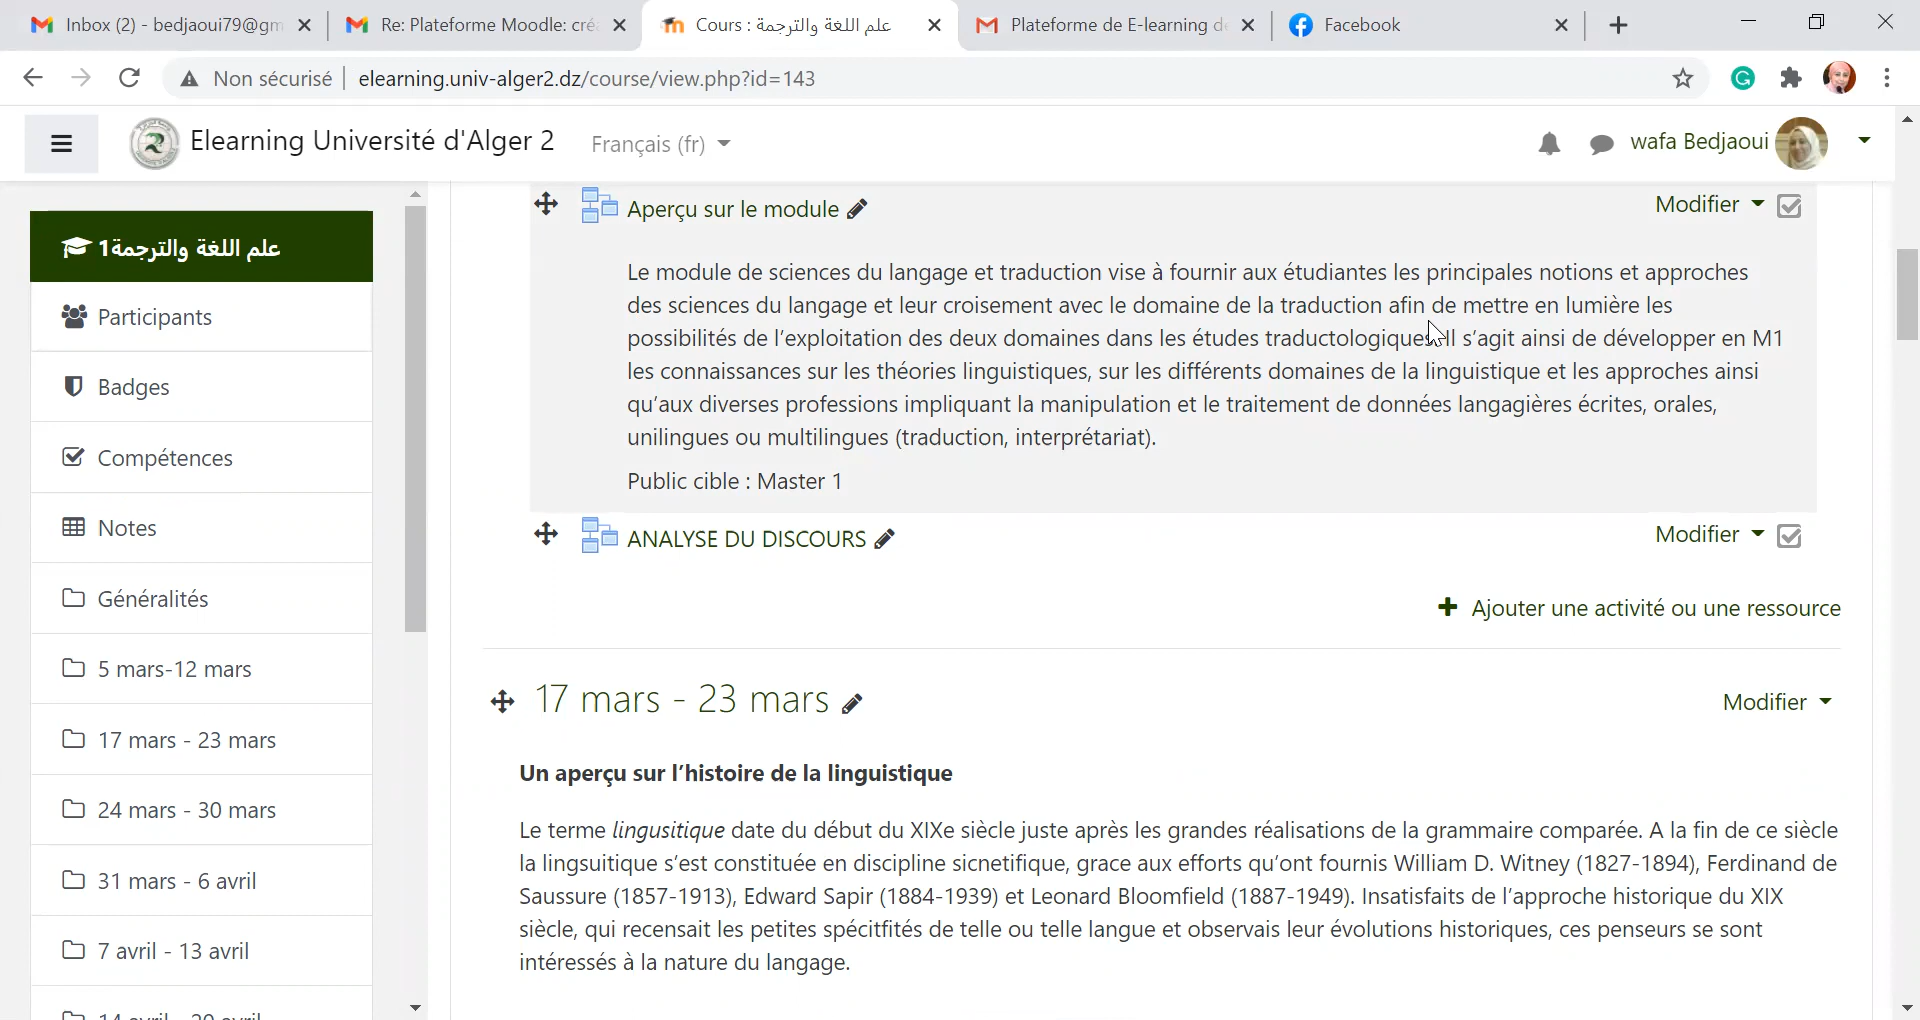 Inbox (2) - bedjaoui79@gm
Re: Plateforme Moodle: cré
Cours : علم اللغة والترجمة
Plateforme de E-learning d
Facebook
Non sécurisé
elearning.univ-alger2.dz/course/view.php?id=143
Elearning Université d'Alger 2
Français (fr)
wafa Bedjaoui
علم اللغة والترجمة1
Participants
Badges
Compétences
Notes
Généralités
5 mars-12 mars
17 mars - 23 mars
24 mars - 30 mars
31 mars - 6 avril
7 avril - 13 avril
14 avril - 20 avril
Aperçu sur le module
Modifier
Le module de sciences du langage et traduction vise à fournir aux étudiantes les principales notions et approches
des sciences du langage et leur croisement avec le domaine de la traduction afin de mettre en lumière les
possibilités de l’exploitation des deux domaines dans les études traductologiques. Il s’agit ainsi de développer en M1
les connaissances sur les théories linguistiques, sur les différents domaines de la linguistique et les approches ainsi
qu’aux diverses professions impliquant la manipulation et le traitement de données langagières écrites, orales,
unilingues ou multilingues (traduction, interprétariat).
Public cible : Master 1
ANALYSE DU DISCOURS
Modifier
Ajouter une activité ou une ressource
17 mars - 23 mars
Modifier
Un aperçu sur l’histoire de la linguistique
Le terme lingusitique date du début du XIXe siècle juste après les grandes réalisations de la grammaire comparée. A la fin de ce siècle
la lingsuitique s’est constituée en discipline sicnetifique, grace aux efforts qu’ont fournis William D. Witney (1827-1894), Ferdinand de
Saussure (1857-1913), Edward Sapir (1884-1939) et Leonard Bloomfield (1887-1949). Insatisfaits de l’approche historique du XIX
siècle, qui recensait les petites spécitfités de telle ou telle langue et observais leur évolutions historiques, ces penseurs se sont
intéressés à la nature du langage.